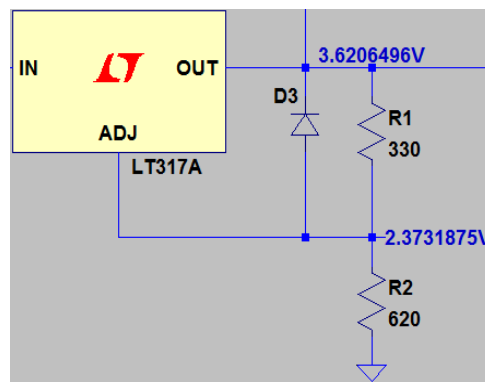 3.6206496V
IN
OUT
D3
R1
330
ADJ
LT317A
2.3731875V
R2
620